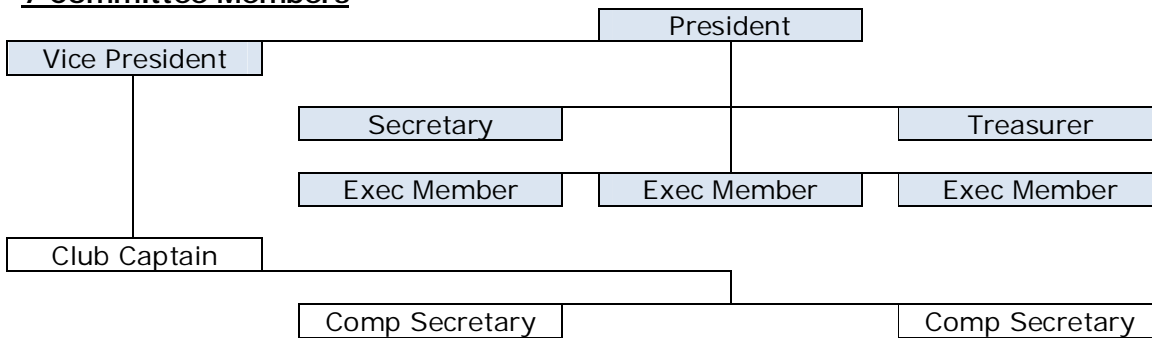 7 Committee Members
President
Vice President
Secretary Treasurer
Exec Member Exec Member Exec Member
Club Captain
Comp Secretary Comp Secretary